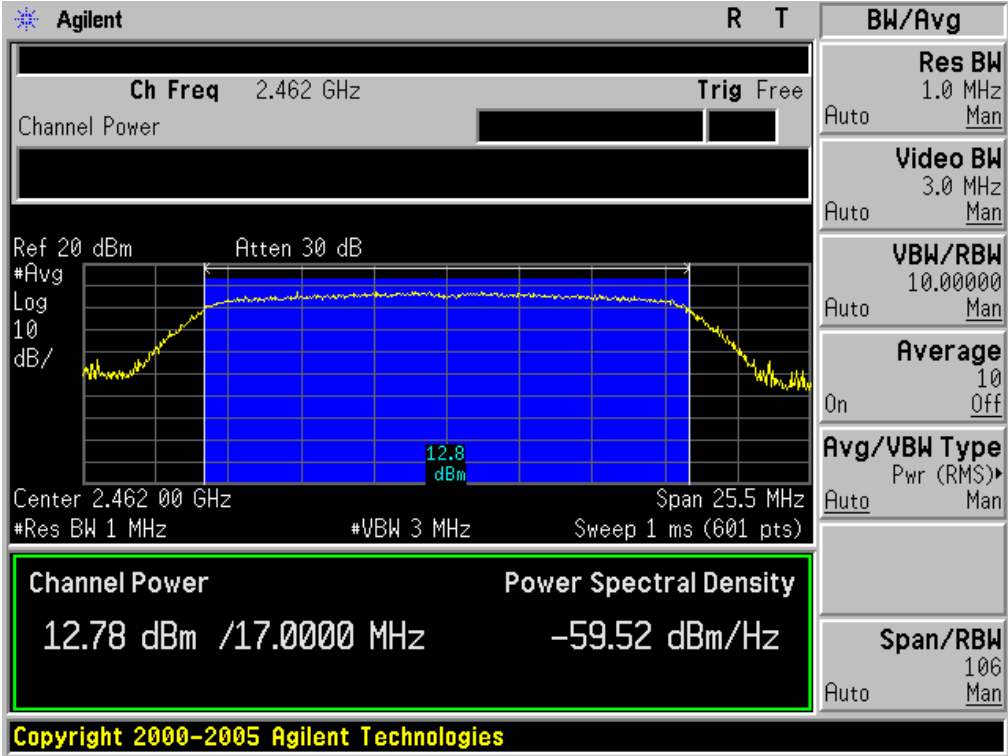 Agilent R T
Ch Freq 2.462 GHz Trig Free
Channel Power
Ref 20 dBm Atten 30 dB
#Avg
Log
10
dB/
12.8
dBm
Center 2.462 00 GHz Span 25.5 MHz
#Res BW 1 MHz #VBW 3 MHz Sweep 1 ms (601 pts)
Channel Power Power Spectral Density
12.78 dBm /17.0000 MHz -59.52 dBm/Hz
Copyright 2000-2005 Agilent Technologies
BW/Avg
Res BW
1.0 MHz
Auto Man
Video BW
3.0 MHz
Auto Man
VBW/RBW
10.00000
Auto Man
Average
10
On Off
Avg/VBW Type
Pwr (RMS)▸
Auto Man
Span/RBW
106
Auto Man